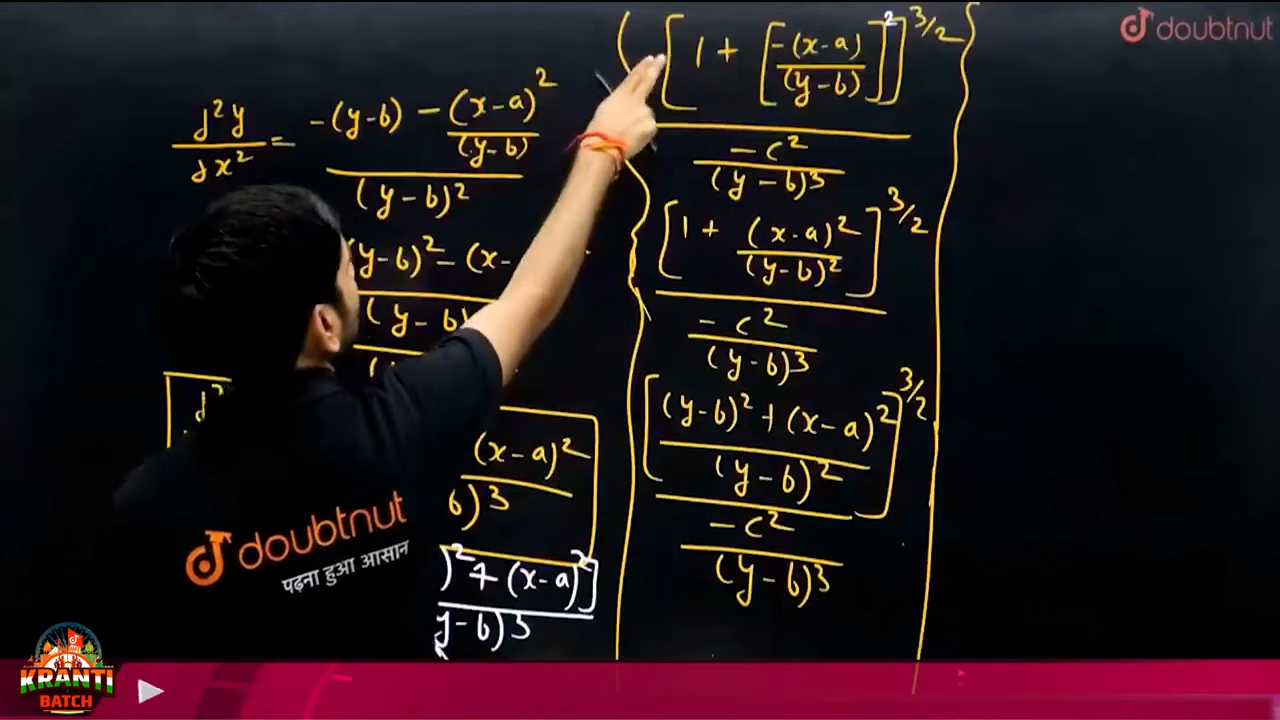 doubtnut
d²y/dx² = (-(y-b) - (x-a)²/(y-b))/(y-b)²
(y-b)² - (x-
(y-b)
(x-a)²
b)3
)² + (x-a)²]
y-b)3
[1 + [-(x-a)/(y-b)]²]^3/2
-c²
(y-b)3
[1 + (x-a)²/(y-b)²]^3/2
-c²
(y-b)3
[((y-b)² + (x-a)²)/(y-b)²]^3/2
-c²
(y-b)3
doubtnut
पढ़ना हुआ आसान
KRANTI
BATCH